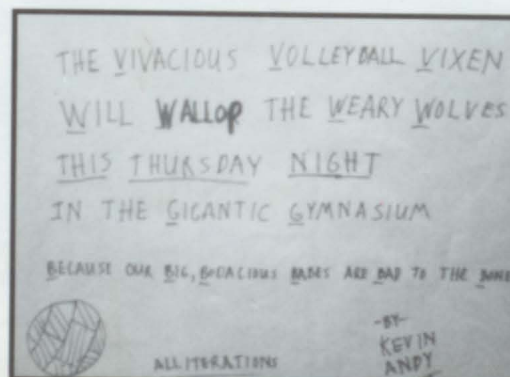 THE VIVACIOUS VOLLEYBALL VIXEN
WILL WALLOP THE WEARY WOLVES
THIS THURSDAY NIGHT
IN THE GIGANTIC GYMNASIUM
BECAUSE OUR BIG, BODACIOUS BABES ARE BAD TO THE BONE
ALLITERATIONS
-BY-
KEVIN
ANDY